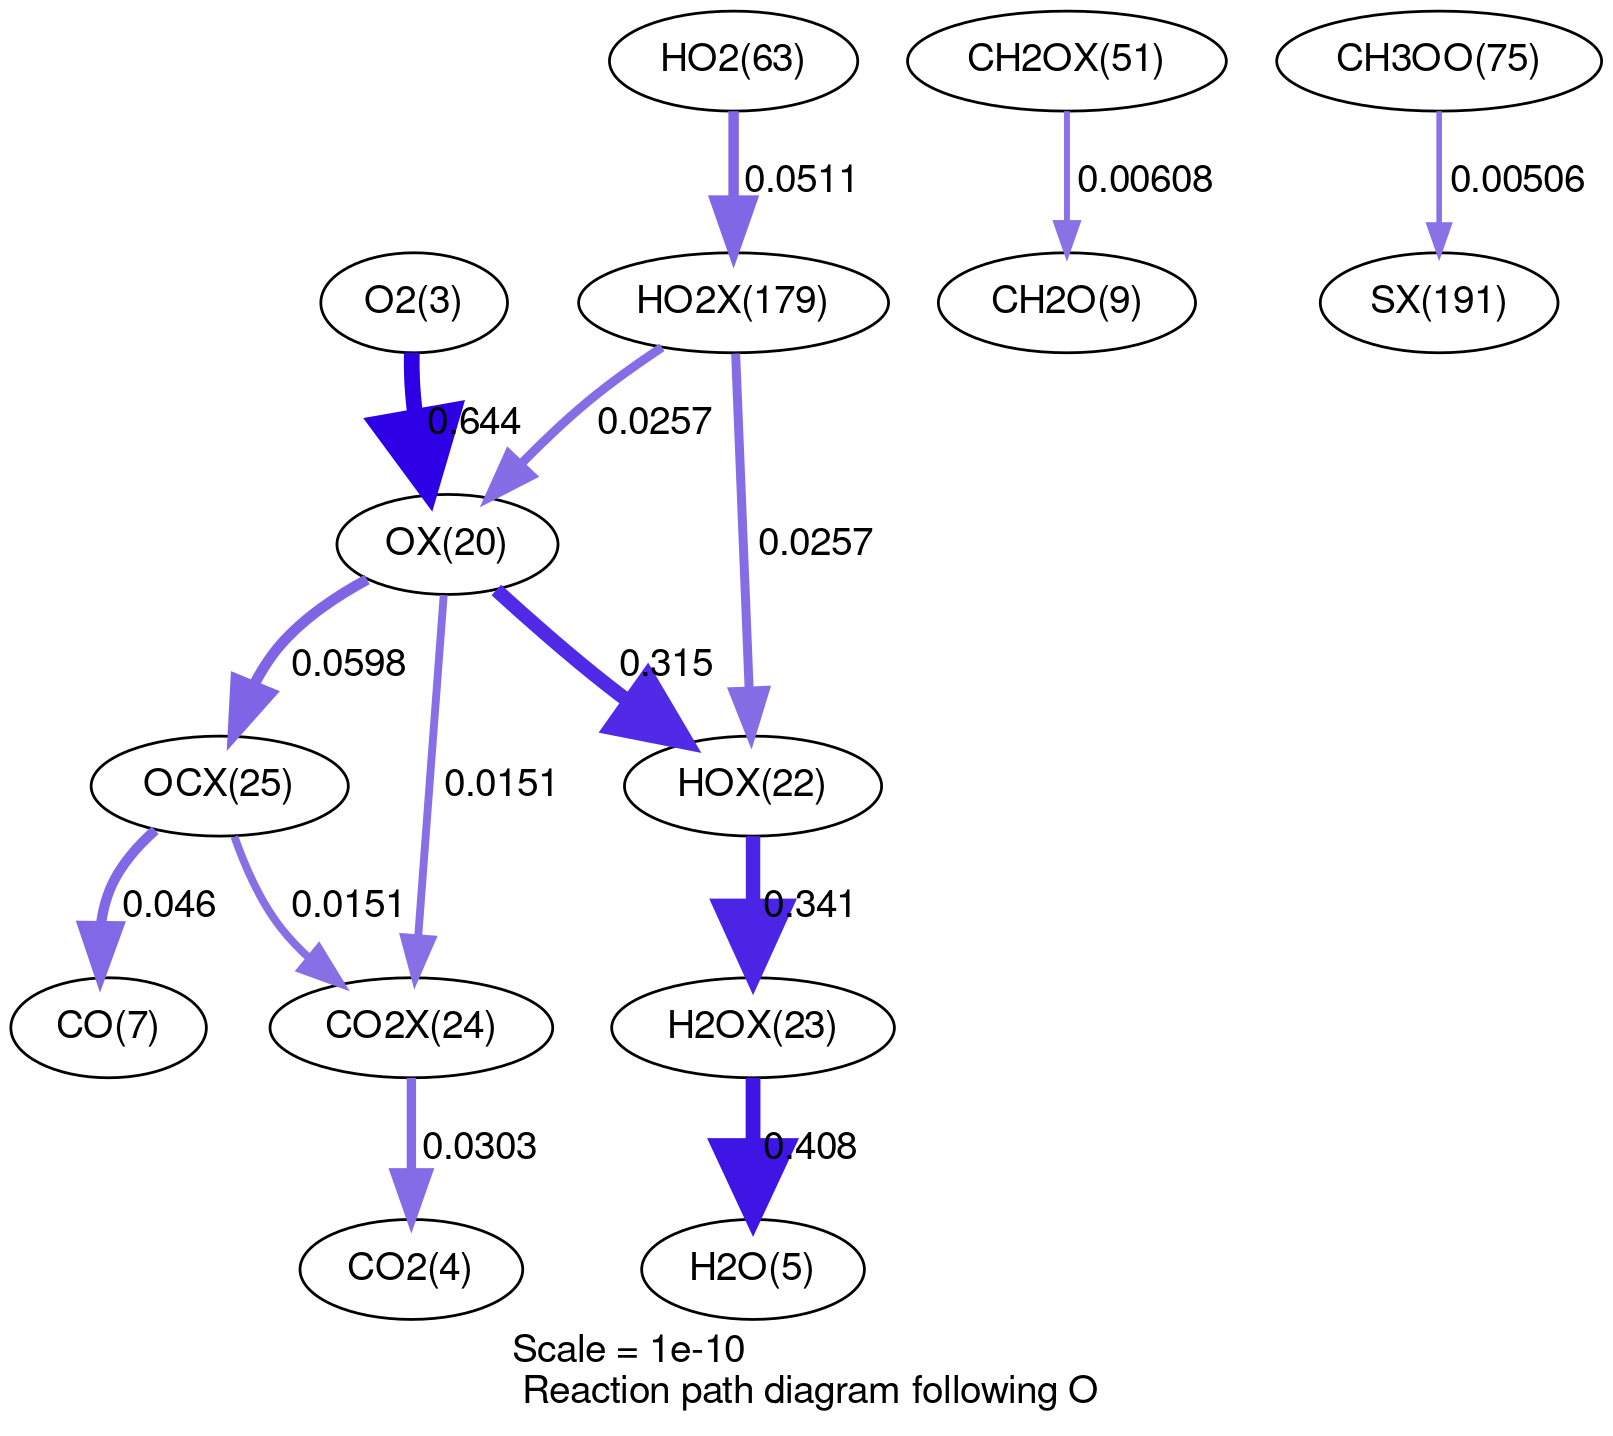 HO2(63)
CH2OX(51)
CH3OO(75)
0.0511
0.00608
0.00506
O2(3)
HO2X(179)
CH2O(9)
SX(191)
0.644
0.0257
OX(20)
0.0257
0.0598
0.315
OCX(25)
0.0151
HOX(22)
0.046
0.0151
0.341
CO(7)
CO2X(24)
H2OX(23)
0.0303
0.408
CO2(4)
H2O(5)
Scale = 1e-10
Reaction path diagram following O